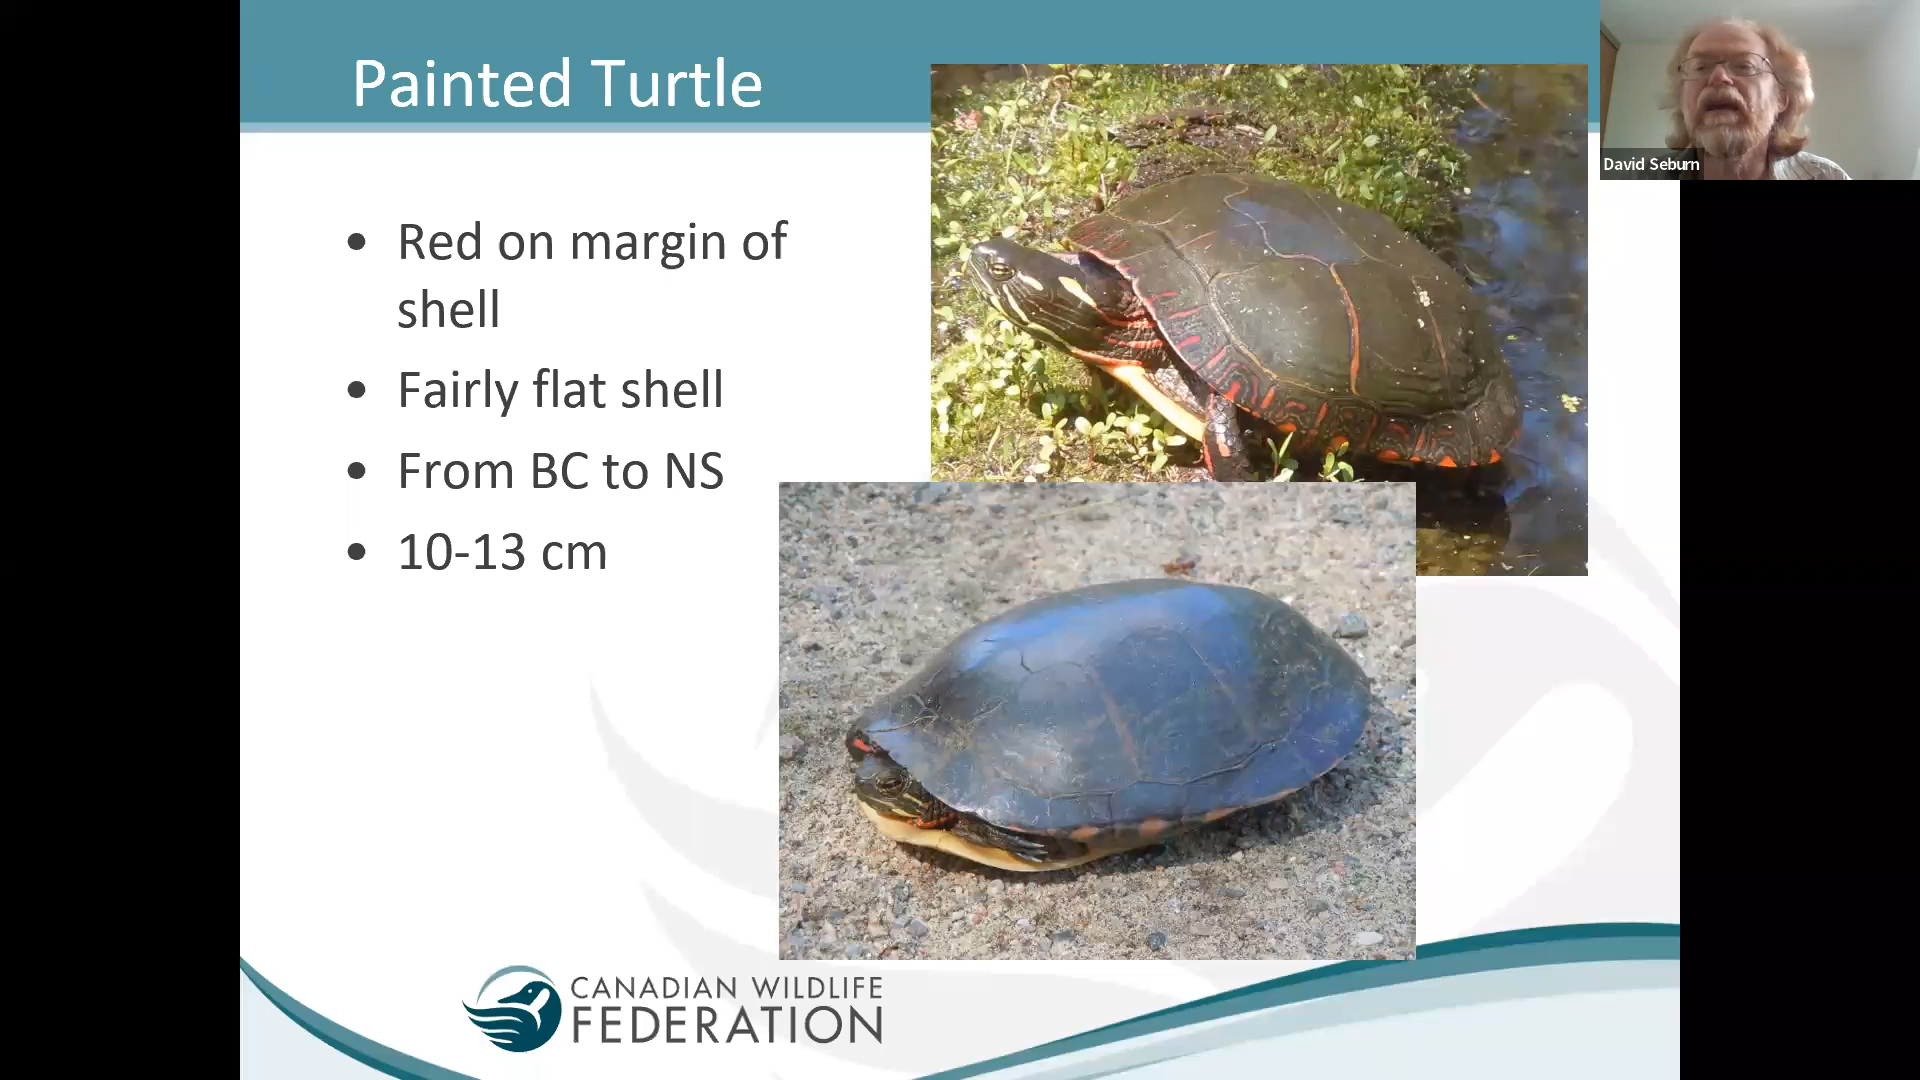 Painted Turtle
David Seburn
• Red on margin of
shell
• Fairly flat shell
• From BC to NS
• 10-13 cm
CANADIAN WILDLIFE
FEDERATION